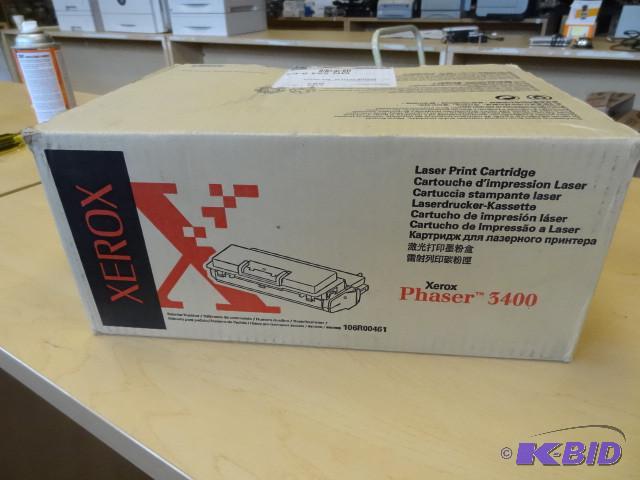 XEROX
Laser Print Cartridge
Cartouche d'impression Laser
Cartuccia stampante laser
Laserdrucker-Kassette
Cartucho de impresión láser
Cartucho de Impressão a Laser
Картридж для лазерного принтера
激光打印墨粉盒
雷射列印碳粉匣
Xerox
Phaser™ 3400
106R00461
© K-BID